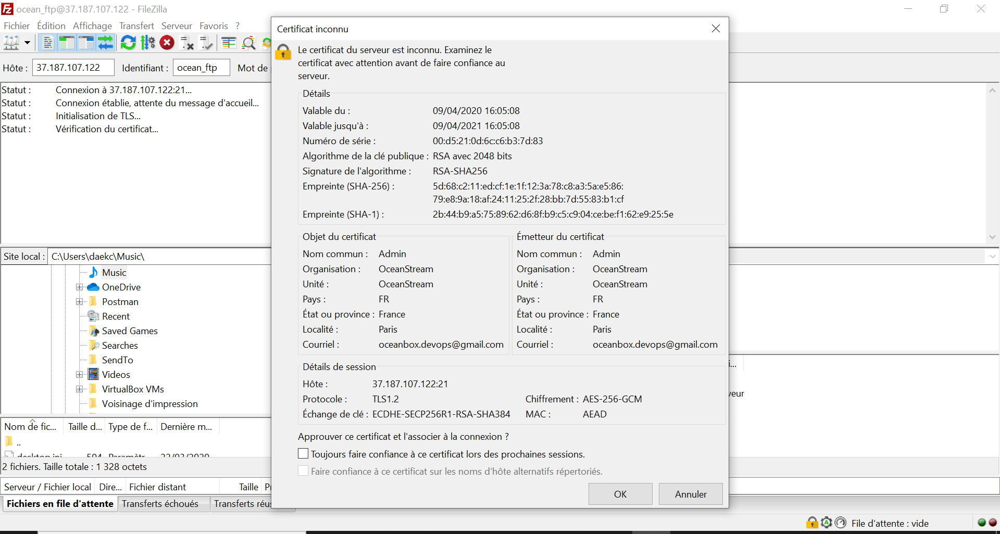 ocean_ftp@37.187.107.122 - FileZilla
Fichier Édition Affichage Transfert Serveur Favoris ?
Hôte : 37.187.107.122 Identifiant : ocean_ftp Mot de
Statut : Connexion à 37.187.107.122:21...
Statut : Connexion établie, attente du message d'accueil...
Statut : Initialisation de TLS...
Statut : Vérification du certificat...
Site local : C:\Users\daekc\Music\
Music
OneDrive
Postman
Recent
Saved Games
Searches
SendTo
Videos
VirtualBox VMs
Voisinage d'impression
Nom de fic... Taille d... Type de f... Dernière m...
..
desktop.ini 504 Paramètr... 22/03/2020
2 fichiers. Taille totale : 1 328 octets
Serveur / Fichier local Dire... Fichier distant Taille
Fichiers en file d'attente Transferts échoués Transferts réus
Certificat inconnu
Le certificat du serveur est inconnu. Examinez le
certificat avec attention avant de faire confiance au
serveur.
Détails
Valable du : 09/04/2020 16:05:08
Valable jusqu'à : 09/04/2021 16:05:08
Numéro de série : 00:d5:21:0d:6c:c6:b3:7d:83
Algorithme de la clé publique : RSA avec 2048 bits
Signature de l'algorithme : RSA-SHA256
Empreinte (SHA-256) : 5d:68:c2:11:ed:cf:1e:1f:12:3a:78:c8:a3:5a:e5:86:
79:e8:9a:18:af:24:11:25:2f:28:bb:7d:55:83:b1:cf
Empreinte (SHA-1) : 2b:44:b9:a5:75:89:62:d6:8f:b9:c5:c9:04:ce:be:f1:62:e9:25:5e
Objet du certificat
Nom commun : Admin
Organisation : OceanStream
Unité : OceanStream
Pays : FR
État ou province : France
Localité : Paris
Courriel : oceanbox.devops@gmail.com
Émetteur du certificat
Nom commun : Admin
Organisation : OceanStream
Unité : OceanStream
Pays : FR
État ou province : France
Localité : Paris
Courriel : oceanbox.devops@gmail.com
Détails de session
Hôte : 37.187.107.122:21
Protocole : TLS1.2 Chiffrement : AES-256-GCM
Échange de clé : ECDHE-SECP256R1-RSA-SHA384 MAC : AEAD
Approuver ce certificat et l'associer à la connexion ?
Toujours faire confiance à ce certificat lors des prochaines sessions.
Faire confiance à ce certificat sur les noms d'hôte alternatifs répertoriés.
OK Annuler
i...
veur
File d'attente : vide